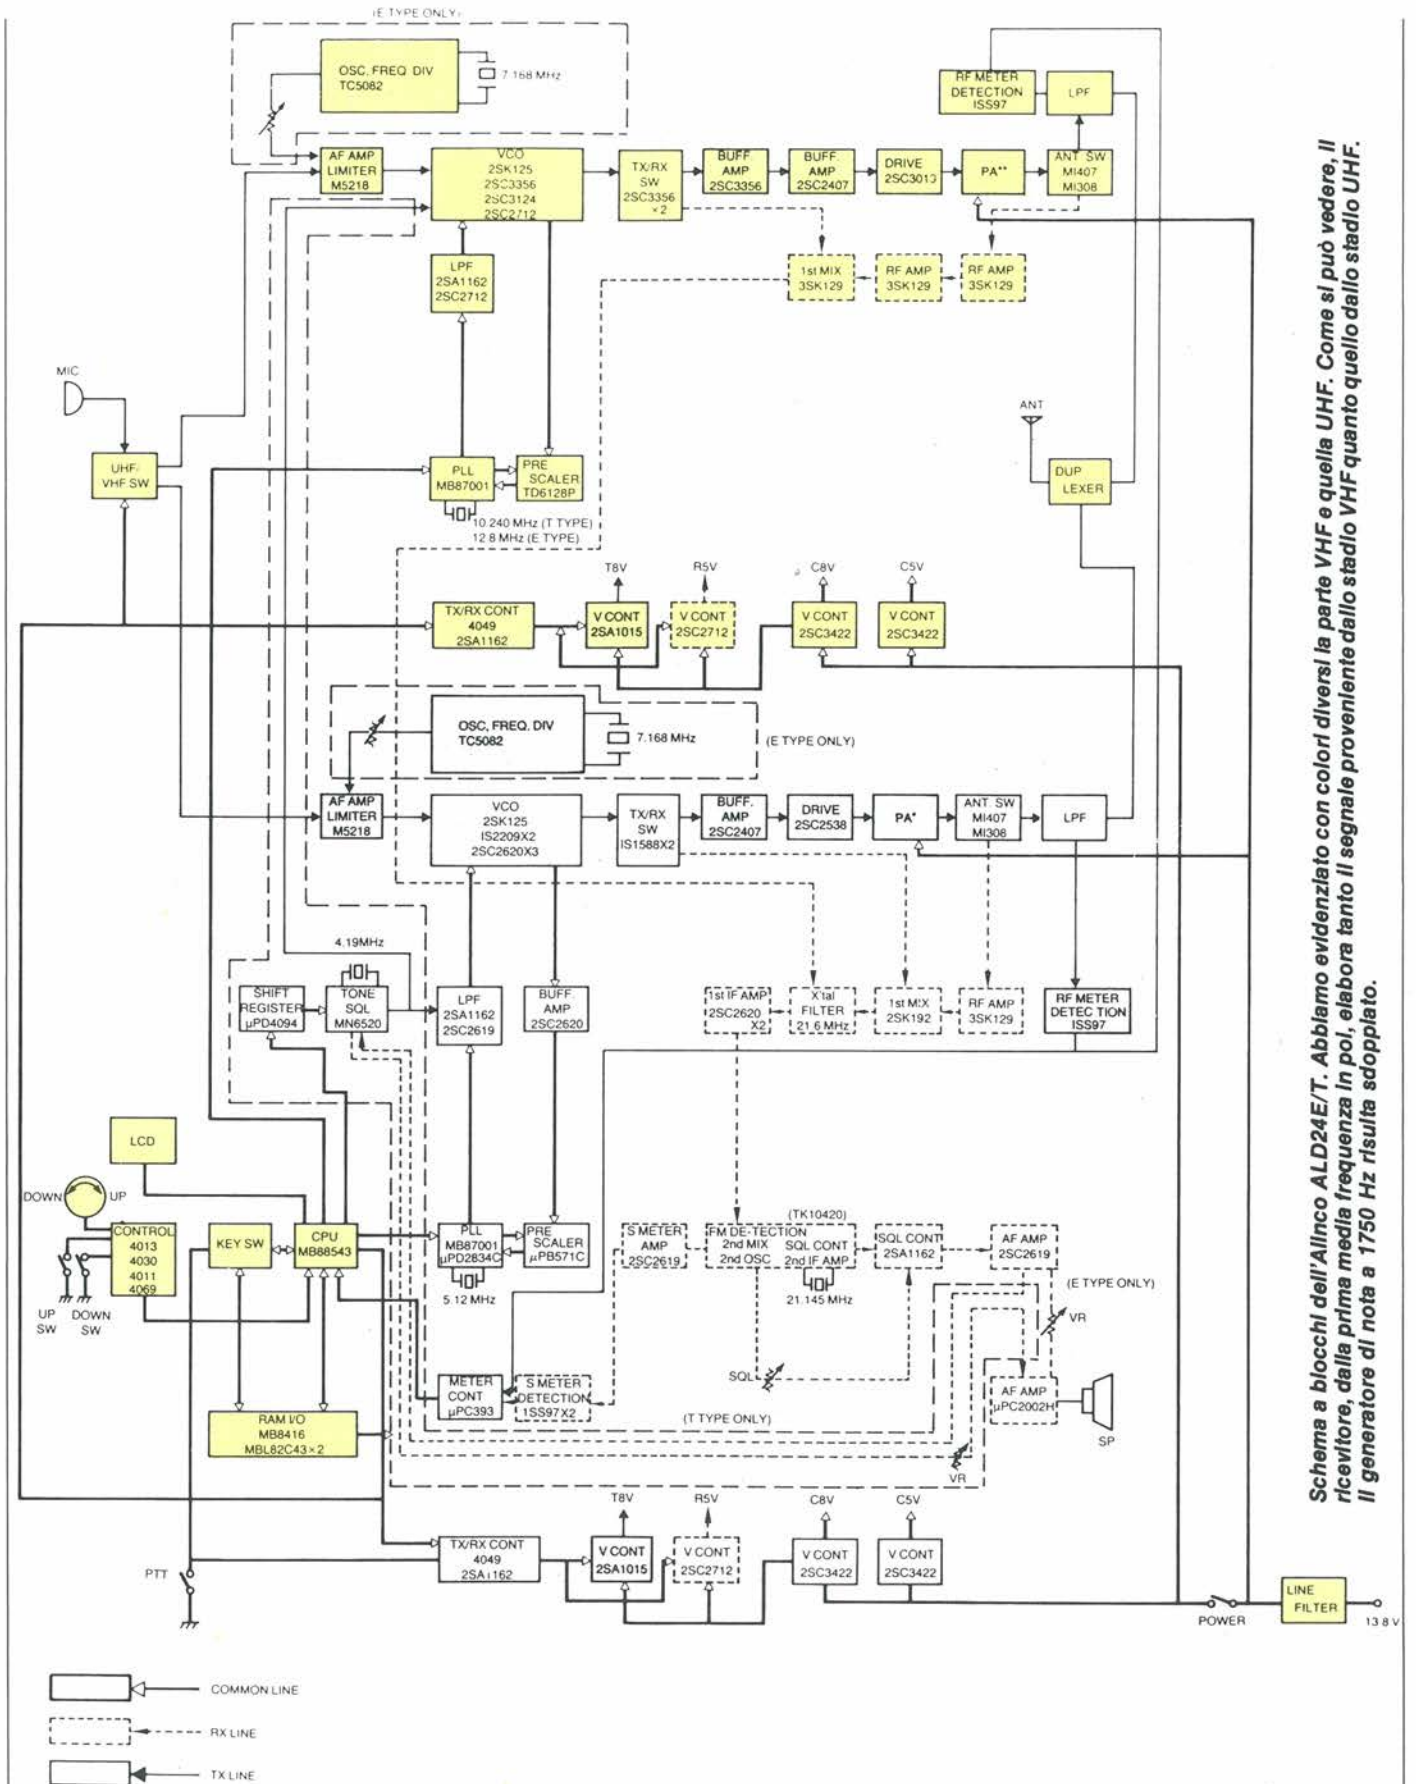 (E TYPE ONLY)
OSC, FREQ DIV
TC5082
7.168 MHz
RF METER
DETECTION
ISS97
LPF
AF AMP
LIMITER
M5218
VCO
2SK125
2SC3356
2SC3124
2SC2712
TX/RX
SW
2SC3356
×2
BUFF.
AMP
2SC3356
BUFF.
AMP
2SC2407
DRIVE
PA**
ANT SW
MI407
MI308
LPF
2SA1162
2SC2712
1st MIX
3SK129
RF AMP
3SK129
RF AMP
3SK129
MIC
ANT
UHF/
VHF SW
PLL
MB87001
PRE
SCALER
TD6128P
DUP
LEXER
10.240 MHz (T TYPE)
12.8 MHz (E TYPE)
T8V
R5V
C8V
C5V
TX/RX CONT
4049
2SA1162
V CONT
2SA1015
V CONT
2SC2712
V CONT
2SC3422
V CONT
2SC3422
OSC, FREQ. DIV
TC5082
7.168 MHz
(E TYPE ONLY)
AF AMP
LIMITER
M5218
VCO
2SK125
IS2209X2
2SC2620X3
TX/RX
SW
IS1588X2
BUFF.
AMP
2SC2407
DRIVE
2SC2538
PA*
ANT. SW
MI407
MI308
LPF
4.19MHz
SHIFT
REGISTER
µPD4094
TONE
SQL
MN6520
LPF
2SA1162
2SC2619
BUFF.
AMP
2SC2620
1st IF AMP
2SC2620
X2
X'tal
FILTER
21.6 MHz
1st MIX
2SK192
RF AMP
3SK129
RF METER
DETEC TION
ISS97
LCD
DOWN
UP
CONTROL
4013
4030
4011
4069
KEY SW
CPU
MB88543
PLL
MB87001
µPD2834C
PRE
SCALER
µPB571C
5.12 MHz
S METER
AMP
2SC2619
(TK10420)
FM DE-TECTION
2nd MIX
2nd OSC
SQL CONT
2nd IF AMP
21.145 MHz
SQL CONT
2SA1162
AF AMP
2SC2619
(E TYPE ONLY)
UP
SW
DOWN
SW
VR
SQL
METER
CONT
µPC393
S METER
DETECTION
1SS97X2
AF AMP
µPC2002H
SP
(T TYPE ONLY)
RAM I/O
MB8416
MBL82C43×2
VR
T8V
R5V
C8V
C5V
PTT
TX/RX CONT
4049
2SA1162
V CONT
2SA1015
V CONT
2SC2712
V CONT
2SC3422
V CONT
2SC3422
POWER
LINE
FILTER
13.8 V
COMMON LINE
RX LINE
TX LINE
Schema a blocchi dell'Alinco ALD24E/T. Abbiamo evidenziato con colori diversi la parte VHF e quella UHF. Come si può vedere, il
ricevitore, dalla prima media frequenza in poi, elabora tanto il segnale proveniente dallo stadio VHF quanto quello dallo stadio UHF.
Il generatore di nota a 1750 Hz risulta sdoppiato.